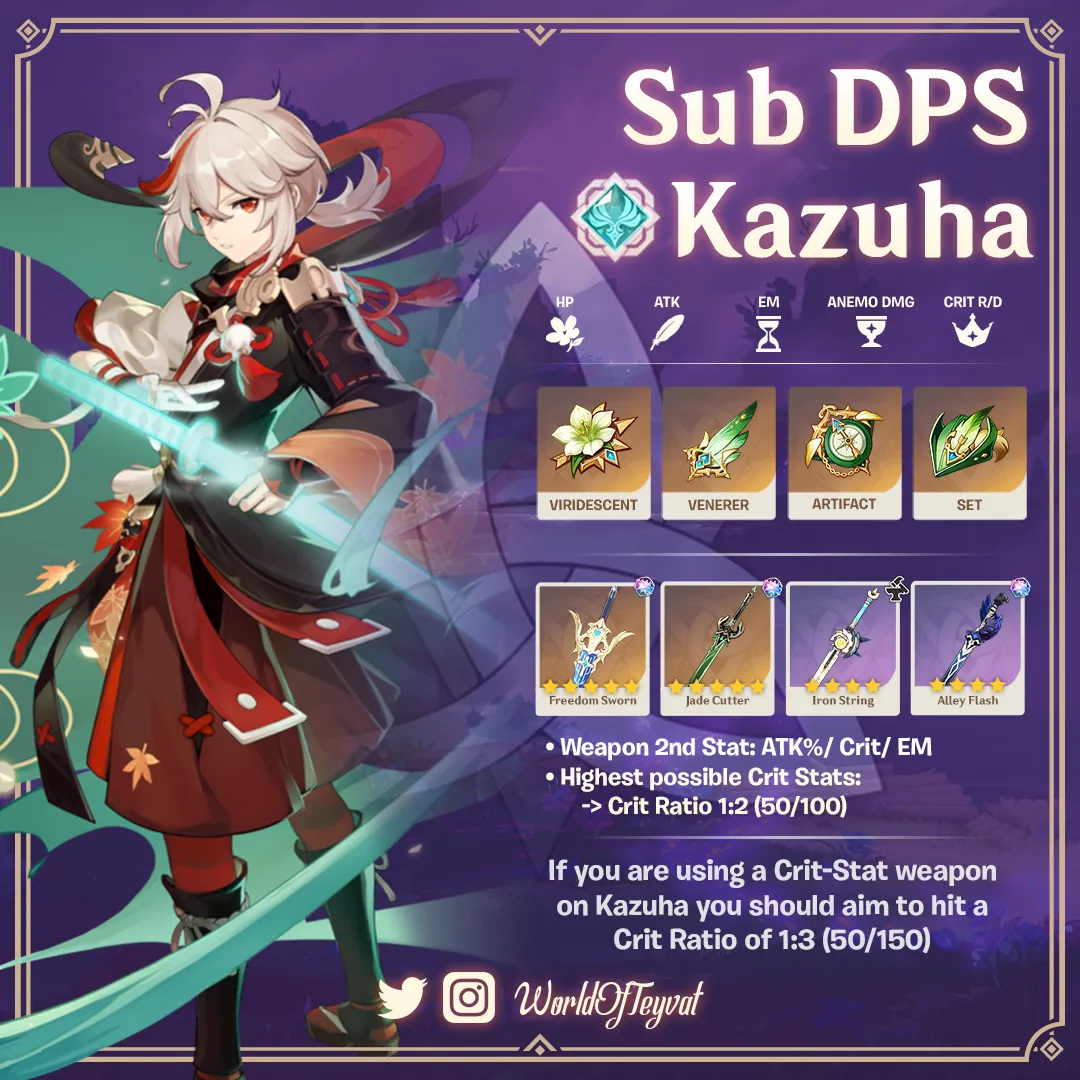 Sub DPS
Kazuha
HP ATK EM ANEMO DMG CRIT R/D
VIRIDESCENT VENERER ARTIFACT SET
Freedom Sworn Jade Cutter Iron String Alley Flash
• Weapon 2nd Stat: ATK%/ Crit/ EM
• Highest possible Crit Stats:
-> Crit Ratio 1:2 (50/100)
If you are using a Crit-Stat weapon
on Kazuha you should aim to hit a
Crit Ratio of 1:3 (50/150)
WorldOfTeyvat